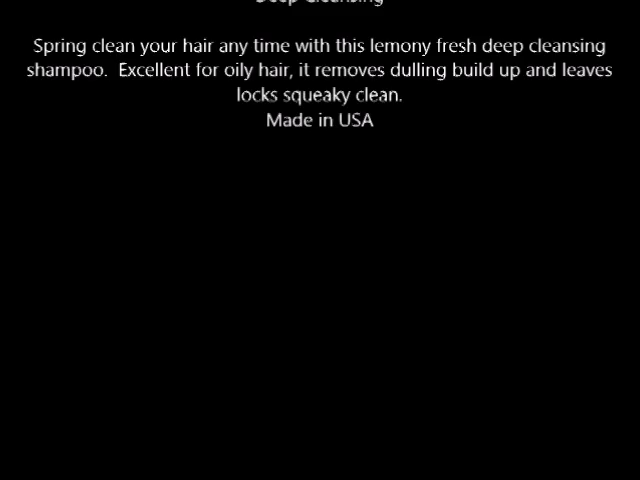 Deep Cleansing
Spring clean your hair any time with this lemony fresh deep cleansing
shampoo.  Excellent for oily hair, it removes dulling build up and leaves
locks squeaky clean.
Made in USA